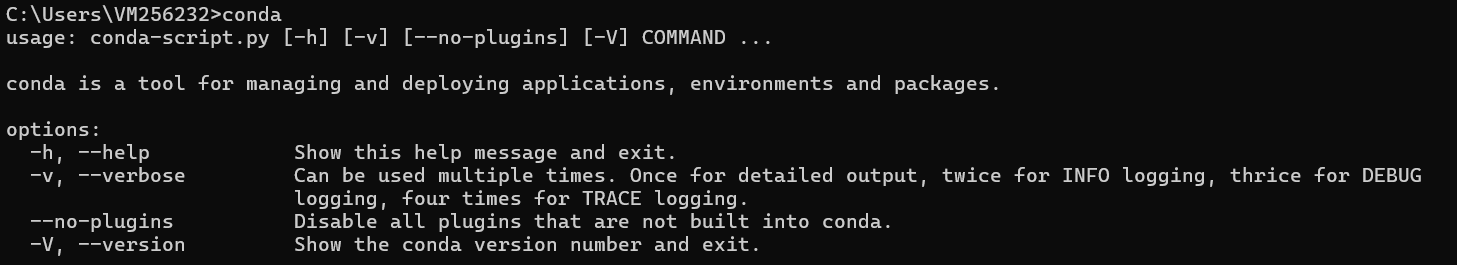 C:\Users\VM256232>conda
usage: conda-script.py [-h] [-v] [--no-plugins] [-V] COMMAND ...
conda is a tool for managing and deploying applications, environments and packages.
options:
-h, --help Show this help message and exit.
-v, --verbose Can be used multiple times. Once for detailed output, twice for INFO logging, thrice for DEBUG
logging, four times for TRACE logging.
--no-plugins Disable all plugins that are not built into conda.
-V, --version Show the conda version number and exit.